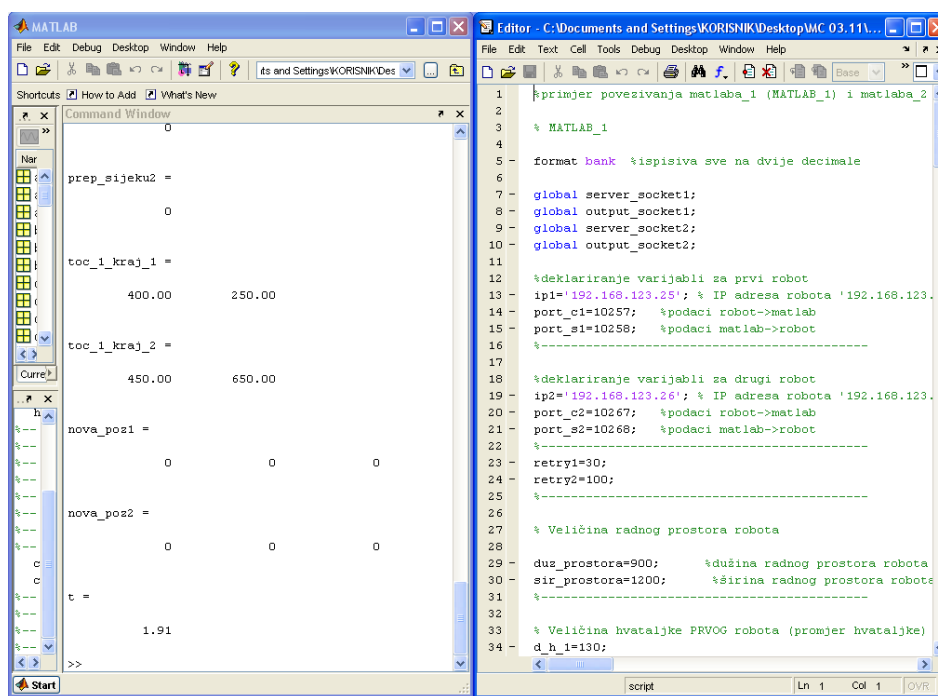 MATLAB
File Edit Debug Desktop Window Help
its and Settings\KORISNIK\Des
Shortcuts How to Add What's New
Command Window
Nar
0
prep_sijeku2 =
0
toc_1_kraj_1 =
400.00 250.00
toc_1_kraj_2 =
450.00 650.00
Curre
nova_poz1 =
0 0 0
nova_poz2 =
0 0 0
t =
1.91
>>
h
%--
%--
%--
%--
%--
%--
%--
%--
c
c
%--
%--
%--
%--
Start
Editor - C:\Documents and Settings\KORISNIK\Desktop\MC 03.11\...
File Edit Text Cell Tools Debug Desktop Window Help
Base
1 %primjer povezivanja matlaba_1 (MATLAB_1) i matlaba_2
2
3 % MATLAB_1
4
5 - format bank %ispisiva sve na dvije decimale
6
7 - global server_socket1;
8 - global output_socket1;
9 - global server_socket2;
10 - global output_socket2;
11
12 %deklariranje varijabli za prvi robot
13 - ip1='192.168.123.25'; % IP adresa robota '192.168.123.
14 - port_c1=10257; %podaci robot->matlab
15 - port_s1=10258; %podaci matlab->robot
16 %------------------------------------------
17
18 %deklariranje varijabli za drugi robot
19 - ip2='192.168.123.26'; % IP adresa robota '192.168.123.
20 - port_c2=10267; %podaci robot->matlab
21 - port_s2=10268; %podaci matlab->robot
22 %------------------------------------------
23 - retry1=30;
24 - retry2=100;
25 %------------------------------------------
26
27 % Veličina radnog prostora robota
28
29 - duz_prostora=900; %dužina radnog prostora robota
30 - sir_prostora=1200; %širina radnog prostora robota
31 %------------------------------------------
32
33 % Veličina hvataljke PRVOG robota (promjer hvataljke)
34 - d_h_1=130;
script Ln 1 Col 1 OVR